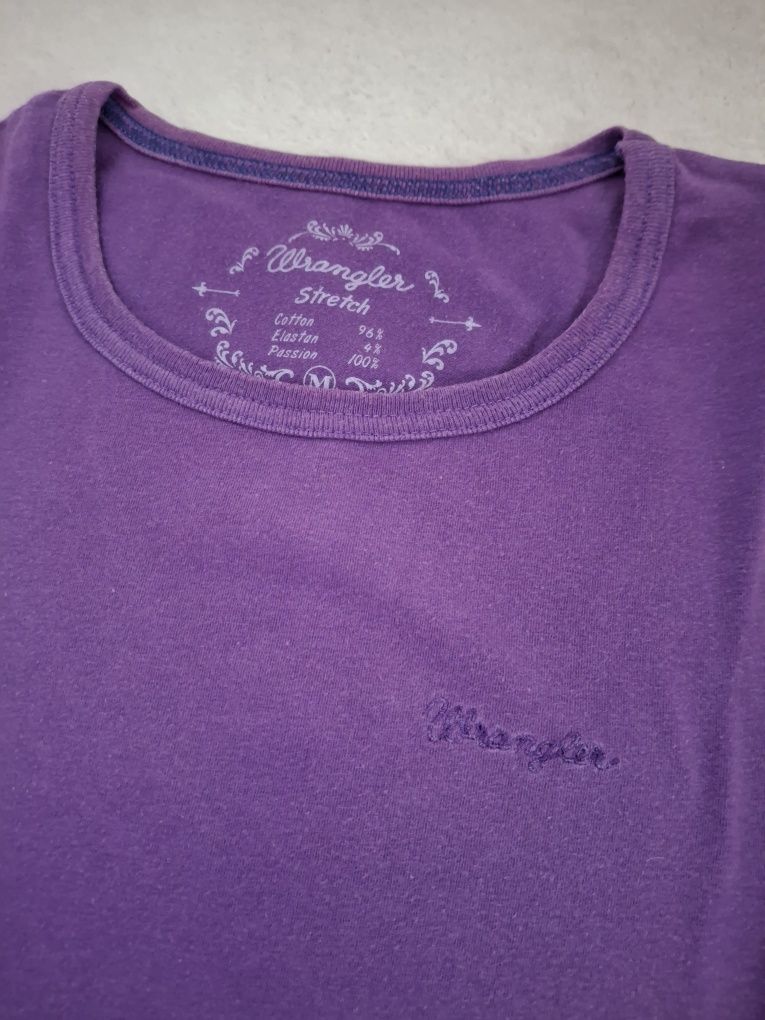 Wrangler
Stretch
Cotton 96%
Elastan 4%
Passion 100%
M
Wrangler